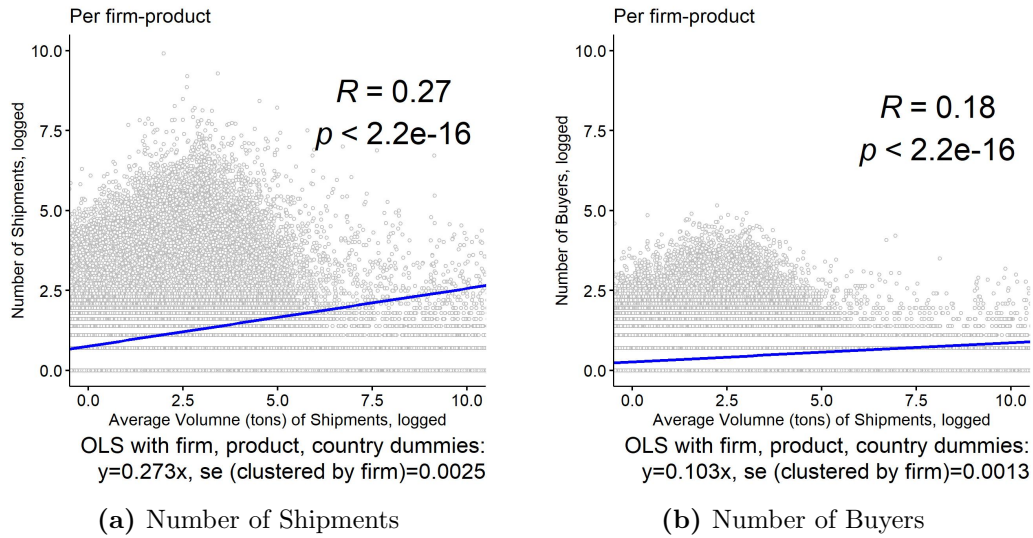 Per firm-product
10.0
7.5
5.0
2.5
0.0
Number of Shipments, logged
R = 0.27
p < 2.2e-16
0.0 2.5 5.0 7.5 10.0
Average Volumne (tons) of Shipments, logged
OLS with firm, product, country dummies:
y=0.273x, se (clustered by firm)=0.0025
(a) Number of Shipments
Per firm-product
10.0
7.5
5.0
2.5
0.0
Number of Buyers, logged
R = 0.18
p < 2.2e-16
0.0 2.5 5.0 7.5 10.0
Average Volumne (tons) of Shipments, logged
OLS with firm, product, country dummies:
y=0.103x, se (clustered by firm)=0.0013
(b) Number of Buyers